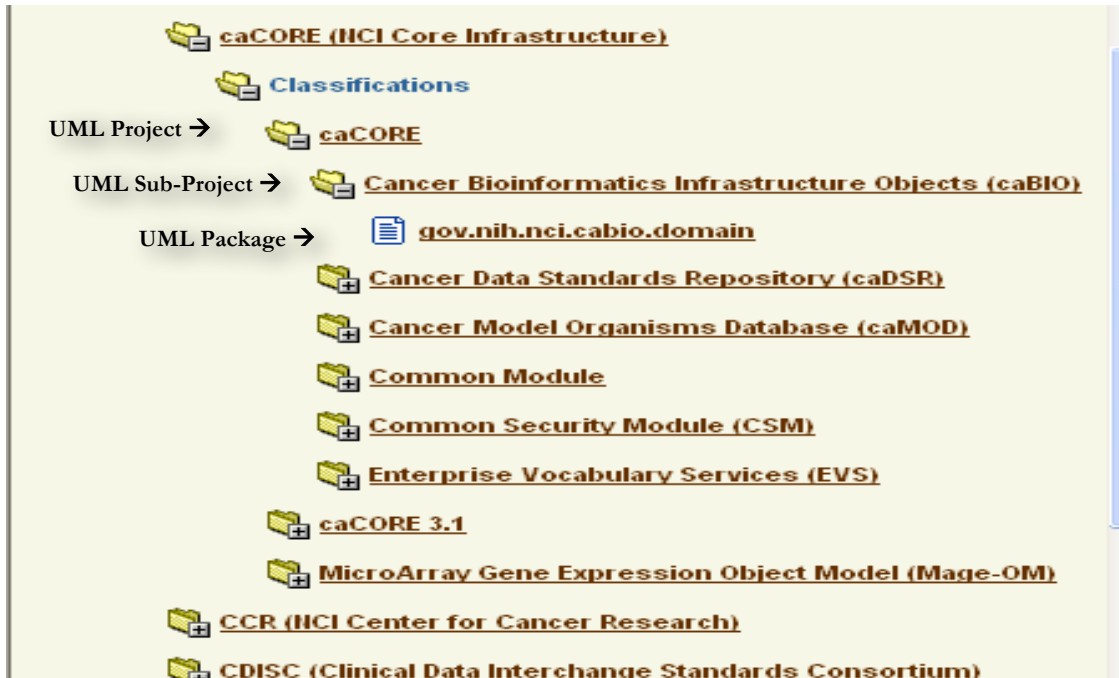 caCORE (NCI Core Infrastructure)
Classifications
UML Project → caCORE
UML Sub-Project → Cancer Bioinformatics Infrastructure Objects (caBIO)
UML Package → gov.nih.nci.cabio.domain
Cancer Data Standards Repository (caDSR)
Cancer Model Organisms Database (caMOD)
Common Module
Common Security Module (CSM)
Enterprise Vocabulary Services (EVS)
caCORE 3.1
MicroArray Gene Expression Object Model (Mage-OM)
CCR (NCI Center for Cancer Research)
CDISC (Clinical Data Interchange Standards Consortium)